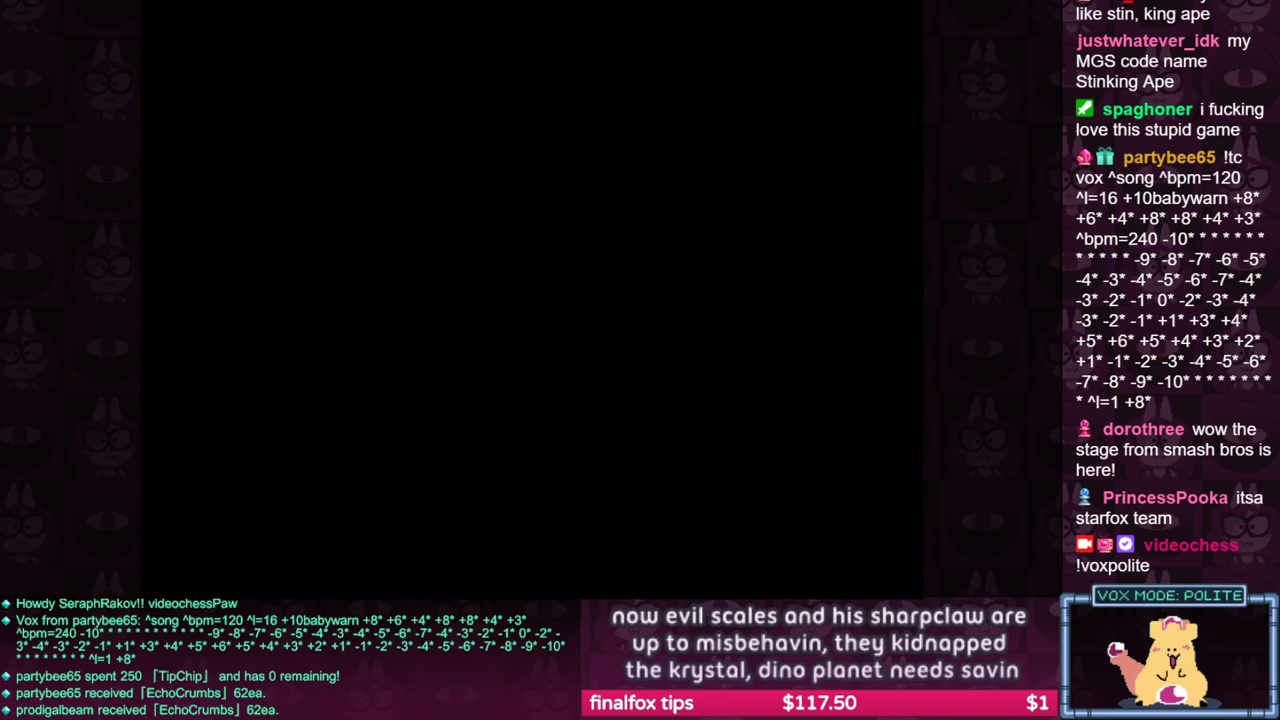 like stin, king ape
justwhatever_idk my
MGS code name
Stinking Ape
spaghoner i fucking
love this stupid game
partybee65 !tc
vox ^song ^bpm=120
^l=16 +10babywarn +8*
+6* +4* +8* +8* +4* +3*
^bpm=240 -10* * * * * * * *
* * * * * -9* -8* -7* -6* -5*
-4* -3* -4* -5* -6* -7* -4*
-3* -2* -1* 0* -2* -3* -4*
-3* -2* -1* +1* +3* +4*
+5* +6* +5* +4* +3* +2*
+1* -1* -2* -3* -4* -5* -6*
-7* -8* -9* -10* * * * * * * * *
* ^l=1 +8*
dorothree wow the
stage from smash bros is
here!
PrincessPooka itsa
starfox team
videochess
!voxpolite
VOX MODE: POLITE
Howdy SeraphRakov!! videochessPaw
Vox from partybee65: ^song ^bpm=120 ^l=16 +10babywarn +8* +6* +4* +8* +8* +4* +3*
^bpm=240 -10* * * * * * * * * * * * -9* -8* -7* -6* -5* -4* -3* -4* -5* -6* -7* -4* -3* -2* -1* 0* -2* -
3* -4* -3* -2* -1* +1* +3* +4* +5* +6* +5* +4* +3* +2* +1* -1* -2* -3* -4* -5* -6* -7* -8* -9* -10*
* * * * * * * * * ^l=1 +8*
partybee65 spent 250 「TipChip」 and has 0 remaining!
partybee65 received「EchoCrumbs」62ea.
prodigalbeam received「EchoCrumbs」62ea.
now evil scales and his sharpclaw are
up to misbehavin, they kidnapped
the krystal, dino planet needs savin
finalfox tips $117.50 $1